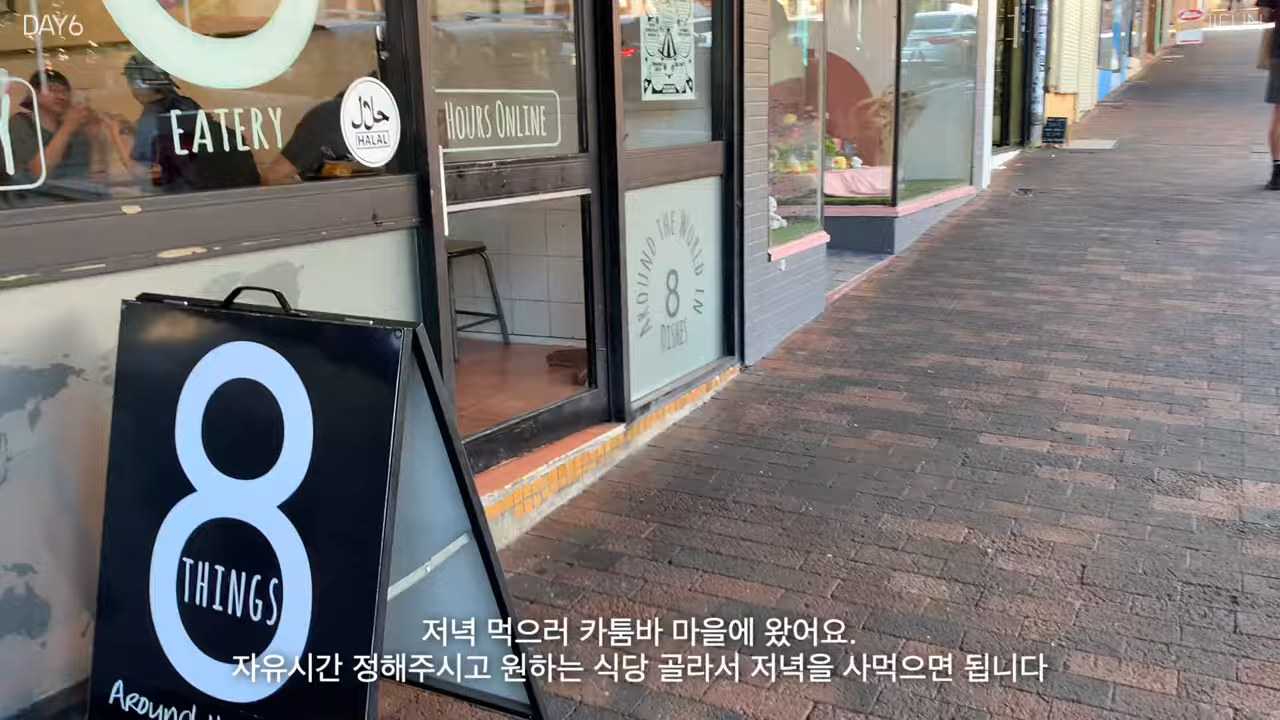 DAY6
JIEUN
EATERY
حلال
HALAL
HOURS ONLINE
AROUND THE WORLD IN
8
DISHES
8
THINGS
AROUND
저녁 먹으러 카툼바 마을에 왔어요.
자유시간 정해주시고 원하는 식당 골라서 저녁을 사먹으면 됩니다